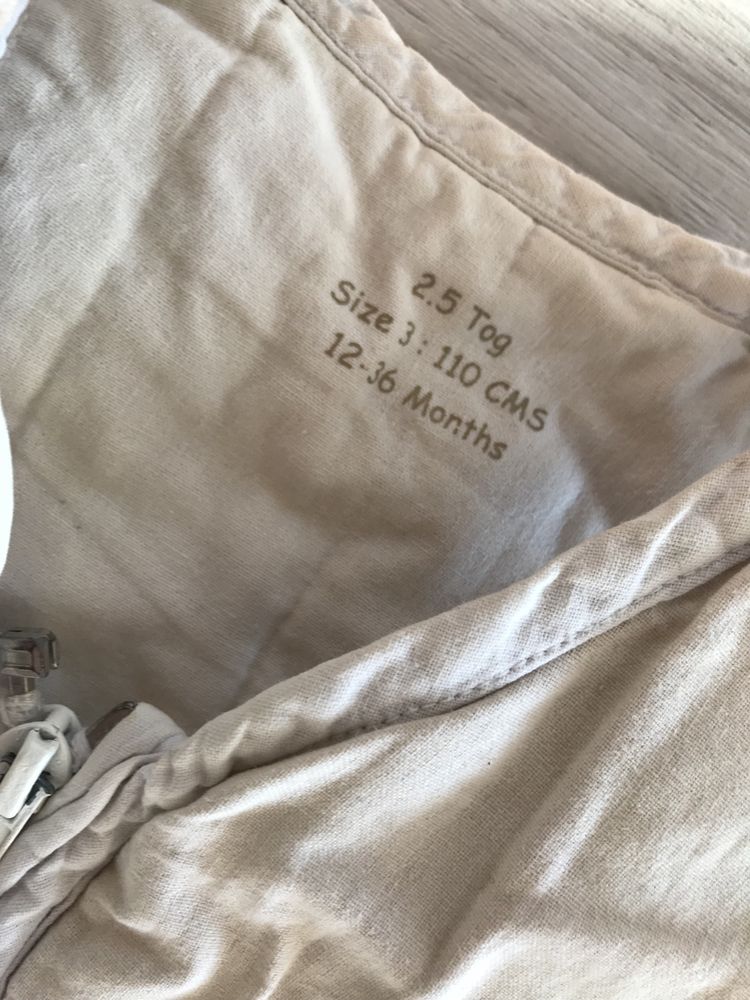 2.5 Tog
Size 3 : 110 CMS
12-36 Months